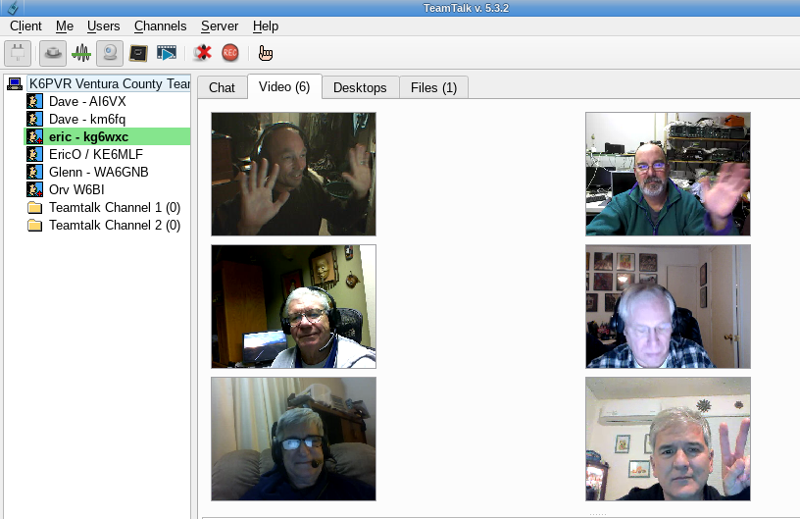 TeamTalk v. 5.3.2
Client Me Users Channels Server Help
REC
K6PVR Ventura County Tear
Dave - AI6VX
Dave - km6fq
eric - kg6wxc
EricO / KE6MLF
Glenn - WA6GNB
Orv W6BI
Teamtalk Channel 1 (0)
Teamtalk Channel 2 (0)
Chat Video (6) Desktops Files (1)